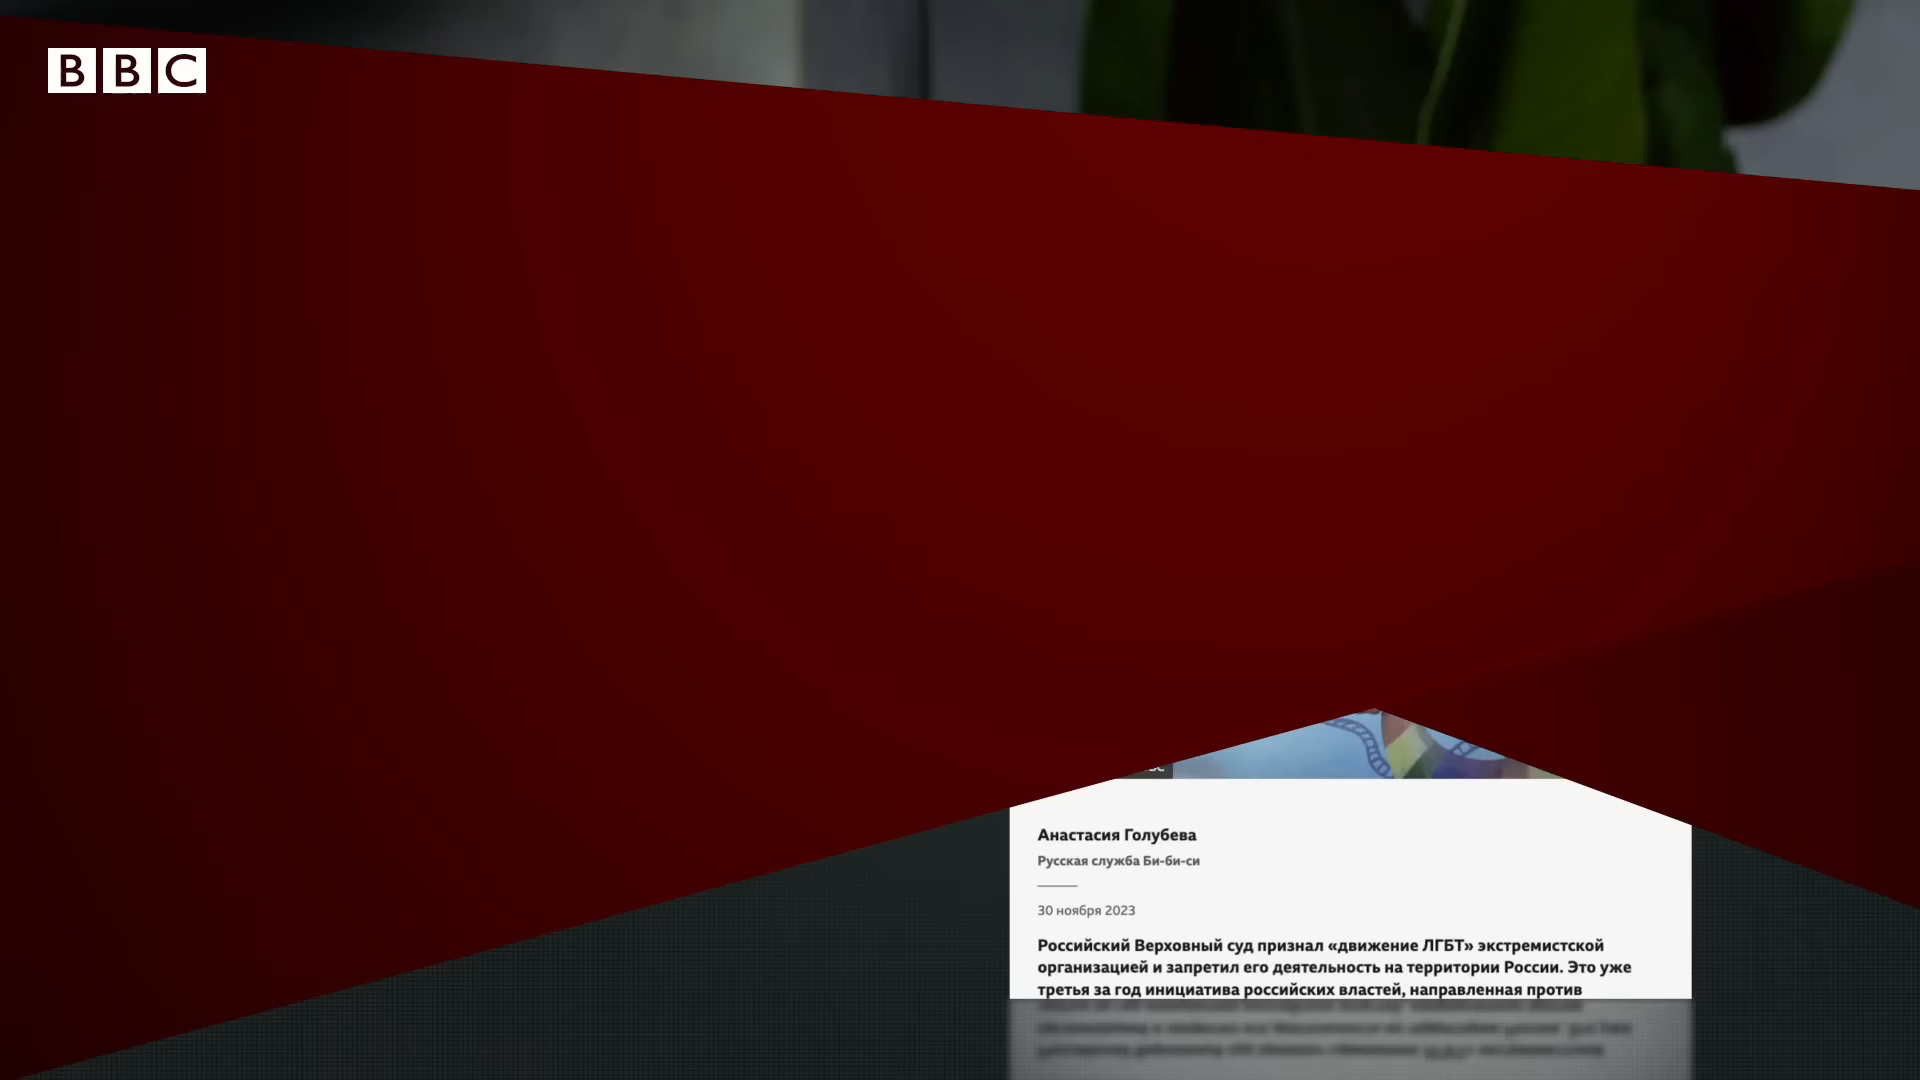 BBC
Анастасия Голубева
Русская служба Би-би-си
30 ноября 2023
Российский Верховный суд признал «движение ЛГБТ» экстремистской
организацией и запретил его деятельность на территории России. Это уже
третья за год инициатива российских властей, направленная против